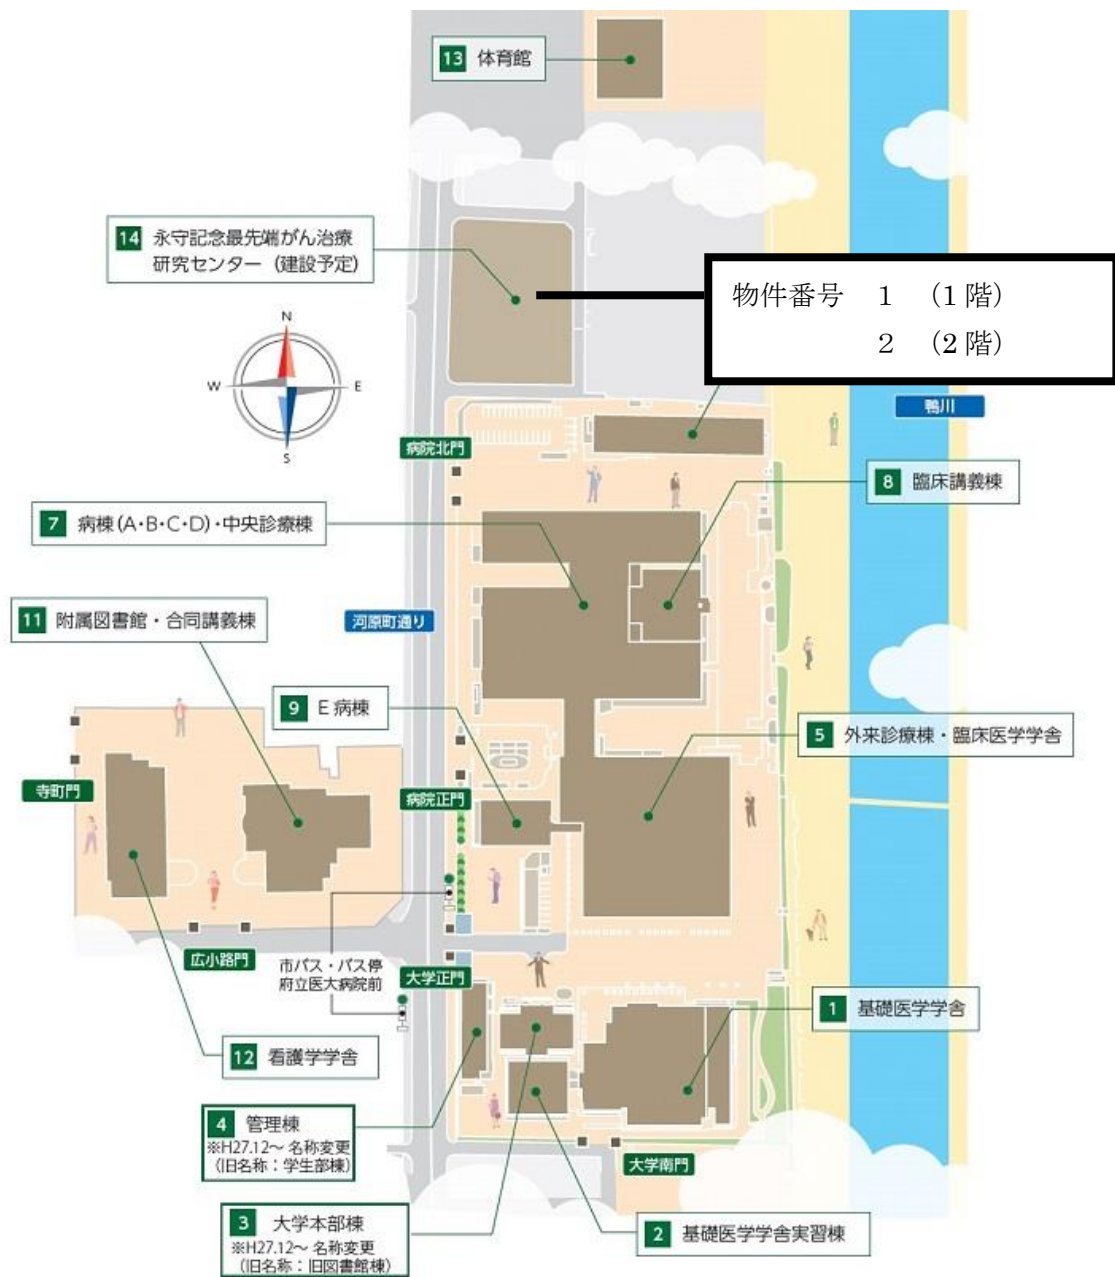 13 体育館
14 永守記念最先端がん治療
研究センター（建設予定）
物件番号 1 （1階）
2 （2階）
N
W
E
S
鴨川
病院北門
8 臨床講義棟
7 病棟(A・B・C・D)・中央診療棟
11 附属図書館・合同講義棟
河原町通り
9 E 病棟
5 外来診療棟・臨床医学学舎
寺町門
病院正門
広小路門
市バス・バス停
府立医大病院前
大学正門
1 基礎医学学舎
12 看護学学舎
4 管理棟
※H27.12～ 名称変更
（旧名称：学生部棟）
大学南門
3 大学本部棟
※H27.12～ 名称変更
（旧名称：旧図書館棟）
2 基礎医学学舎実習棟